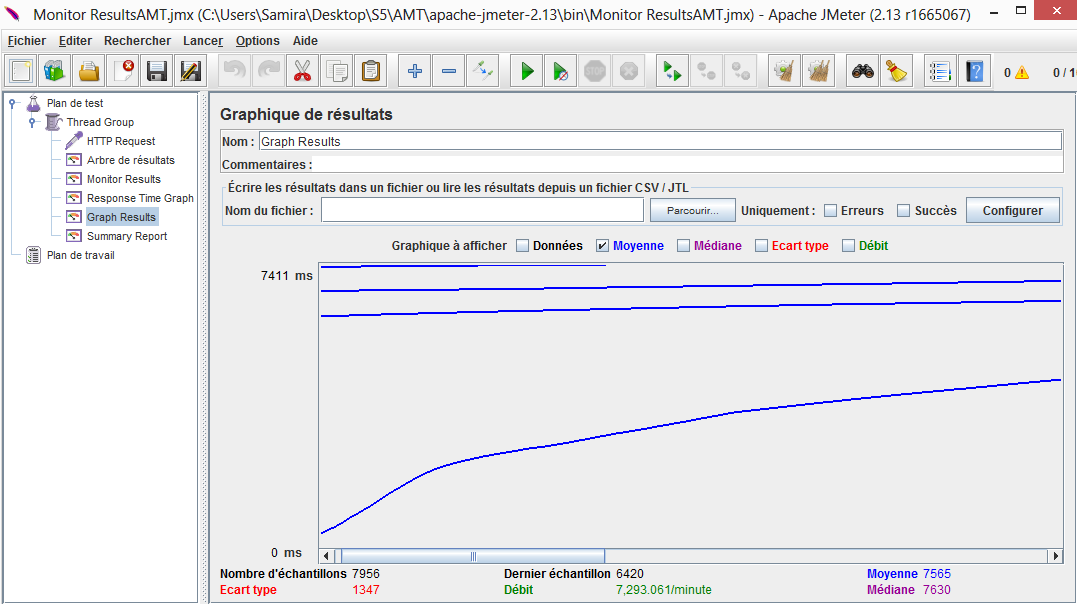 Monitor ResultsAMT.jmx (C:\Users\Samira\Desktop\S5\AMT\apache-jmeter-2.13\bin\Monitor ResultsAMT.jmx) - Apache JMeter (2.13 r1665067)
Fichier Editer Rechercher Lancer Options Aide
STOP
0 0 / 10
Plan de test
Thread Group
HTTP Request
Arbre de résultats
Monitor Results
Response Time Graph
Graph Results
Summary Report
Plan de travail
Graphique de résultats
Nom : Graph Results
Commentaires :
Écrire les résultats dans un fichier ou lire les résultats depuis un fichier CSV / JTL
Nom du fichier : Parcourir... Uniquement : Erreurs Succès Configurer
Graphique à afficher Données Moyenne Médiane Ecart type Débit
7411 ms
0 ms
Nombre d'échantillons 7956 Dernier échantillon 6420 Moyenne 7565
Ecart type 1347 Débit 7,293.061/minute Médiane 7630